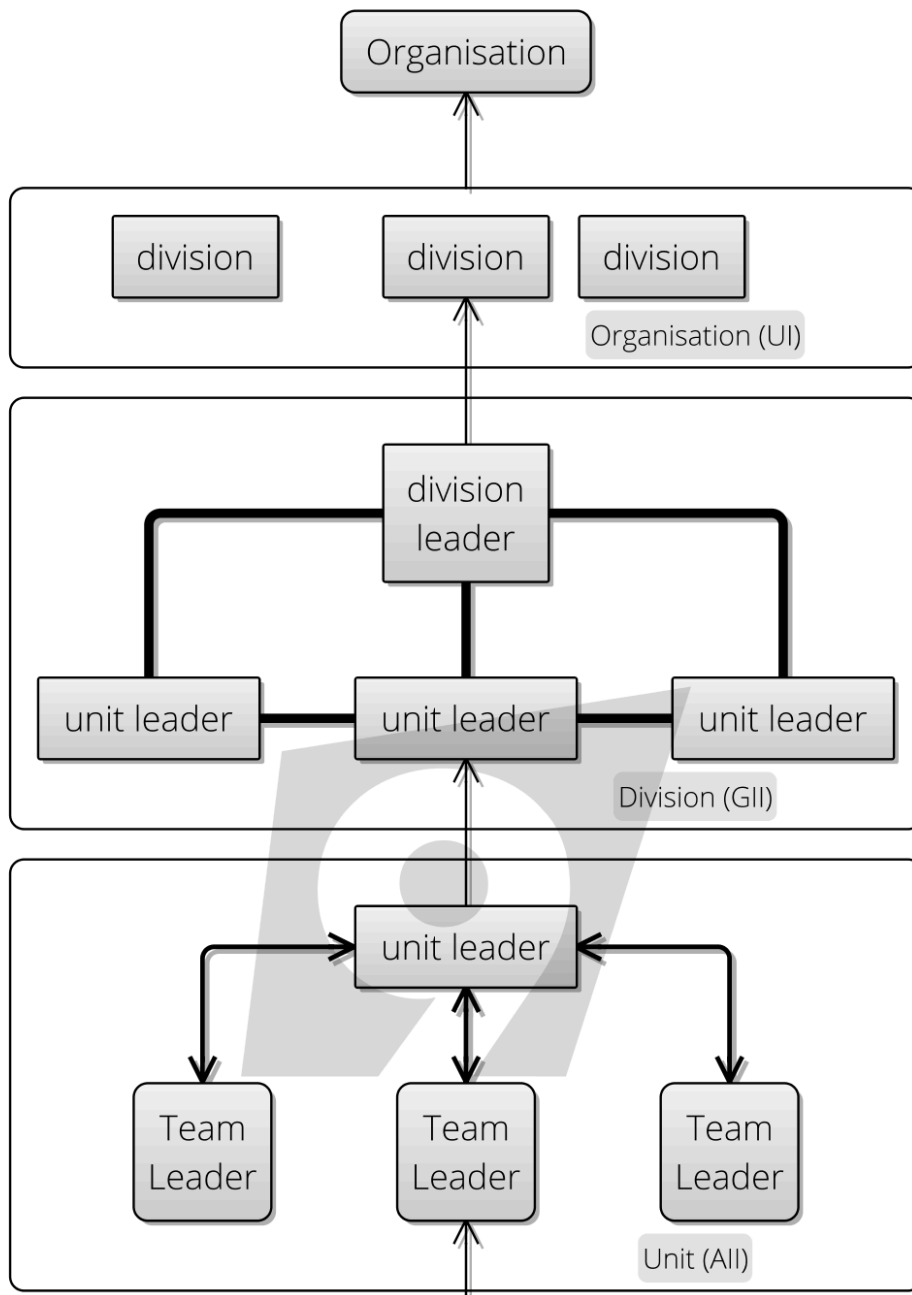 Organisation
division
division
division
Organisation (UI)
division
leader
unit leader
unit leader
unit leader
Division (GII)
unit leader
Team
Leader
Team
Leader
Team
Leader
Unit (AII)